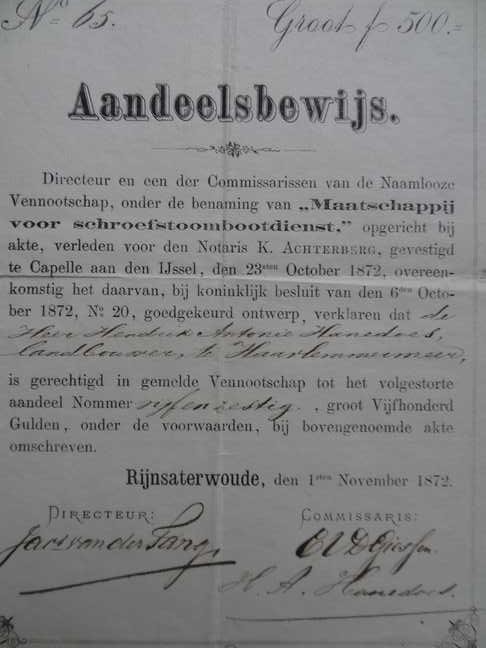 No 65. Groot f 500.=
Aandeelsbewijs.
Directeur en een der Commissarissen van de Naamlooze
Vennootschap, onder de benaming van „Maatschappij
voor schroefstoombootdienst," opgericht bij
akte, verleden voor den Notaris K. ACHTERBERG, gevestigd
te Capelle aan den IJssel, den 23sten October 1872, overeen-
komstig het daarvan, bij koninklijk besluit van den 6den Octo-
ber 1872, No 20, goedgekeurd ontwerp, verklaren dat de
Heer Hendrik Antonie Hanedoes,
landbouwer, te Haarlemmermeer,
is gerechtigd in gemelde Vennootschap tot het volgestorte
aandeel Nommer vijfenzestig, groot Vijfhonderd
Gulden, onder de voorwaarden, bij bovengenoemde akte
omschreven.
Rijnsaterwoude, den 1sten November 1872.
DIRECTEUR: COMMISSARIS:
Jacs van der Lang
H. A. Hanedoes.